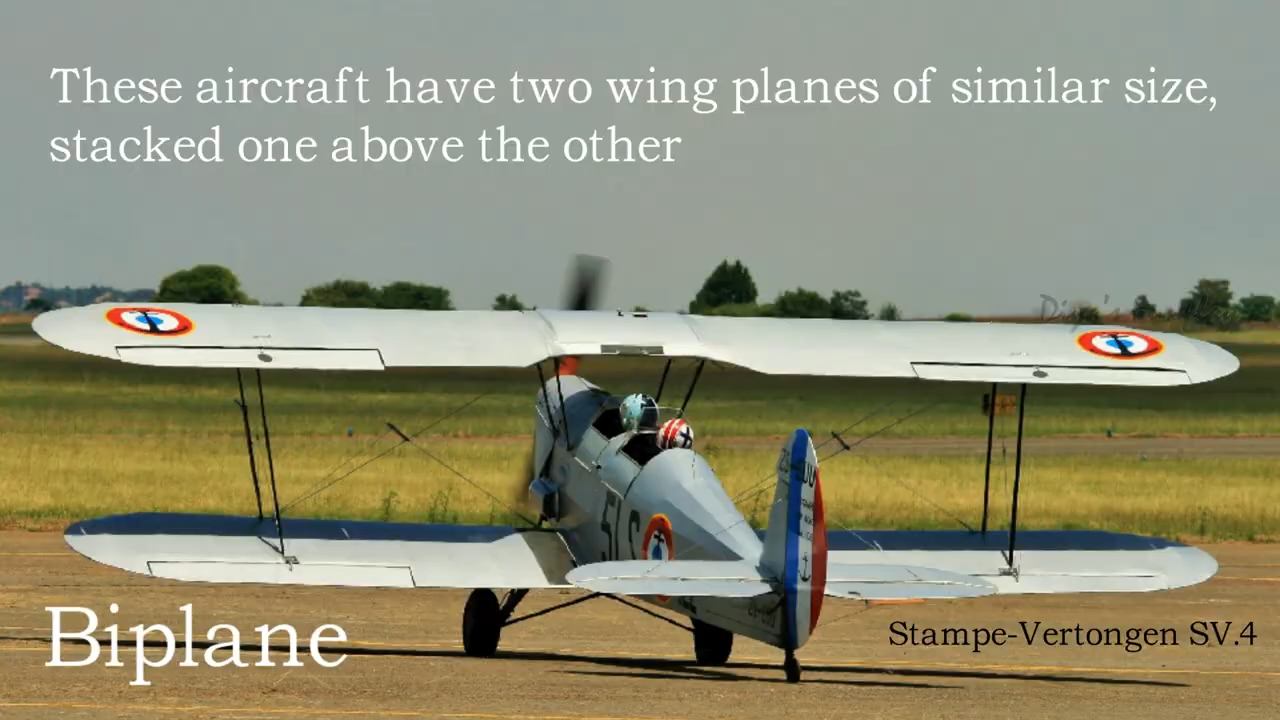 These aircraft have two wing planes of similar size,
stacked one above the other
51.S
Biplane
Stampe-Vertongen SV.4